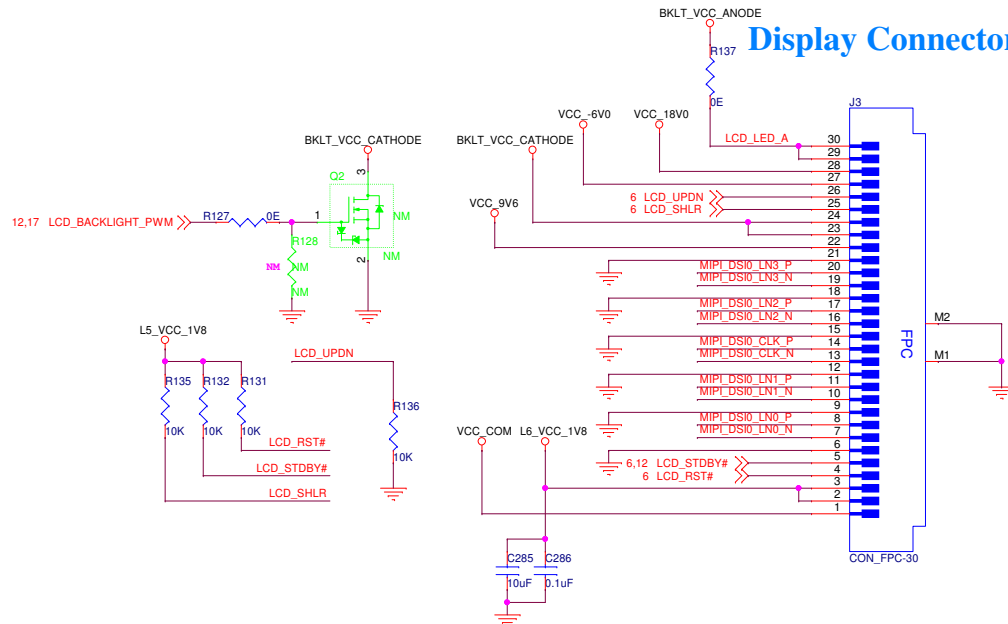 BKLT_VCC_ANODE
Display Connector
R137
0E
J3
VCC_-6V0
VCC_18V0
LCD_LED_A
BKLT_VCC_CATHODE
BKLT_VCC_CATHODE
3
Q2
NM
1
12,17 LCD_BACKLIGHT_PWM
R127
0E
R128
NM
NM
NM
NM
2
VCC_9V6
6 LCD_UPDN
6 LCD_SHLR
30
29
28
27
26
25
24
23
22
21
20
19
18
17
16
15
14
13
12
11
10
9
8
7
6
5
4
3
2
1
MIPI_DSI0_LN3_P
MIPI_DSI0_LN3_N
MIPI_DSI0_LN2_P
MIPI_DSI0_LN2_N
MIPI_DSI0_CLK_P
MIPI_DSI0_CLK_N
MIPI_DSI0_LN1_P
MIPI_DSI0_LN1_N
MIPI_DSI0_LN0_P
MIPI_DSI0_LN0_N
FPC
M2
M1
L5_VCC_1V8
LCD_UPDN
R135
R132
R131
R136
10K
10K
10K
10K
LCD_RST#
LCD_STDBY#
LCD_SHLR
VCC_COM
L6_VCC_1V8
6,12 LCD_STDBY#
6 LCD_RST#
C285
C286
10uF
0.1uF
CON_FPC-30